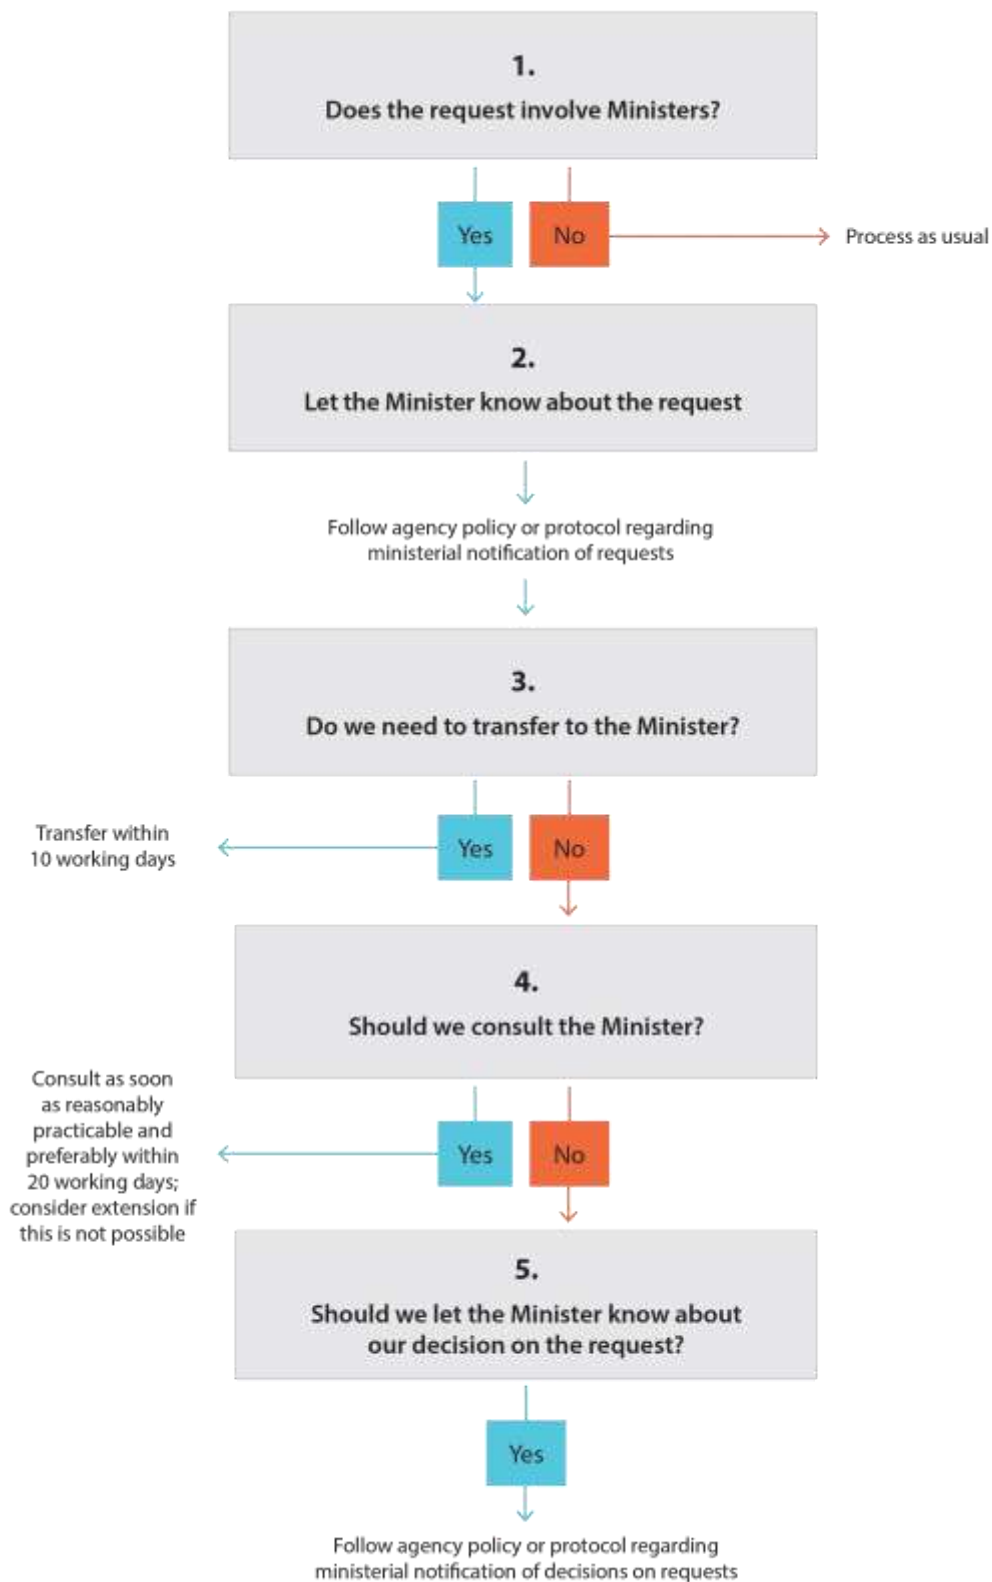 1.
Does the request involve Ministers?
Yes
No
Process as usual
2.
Let the Minister know about the request
Follow agency policy or protocol regarding
ministerial notification of requests
3.
Do we need to transfer to the Minister?
Transfer within
10 working days
Yes
No
4.
Should we consult the Minister?
Consult as soon
as reasonably
practicable and
preferably within
20 working days;
consider extension if
this is not possible
Yes
No
5.
Should we let the Minister know about
our decision on the request?
Yes
Follow agency policy or protocol regarding
ministerial notification of decisions on requests